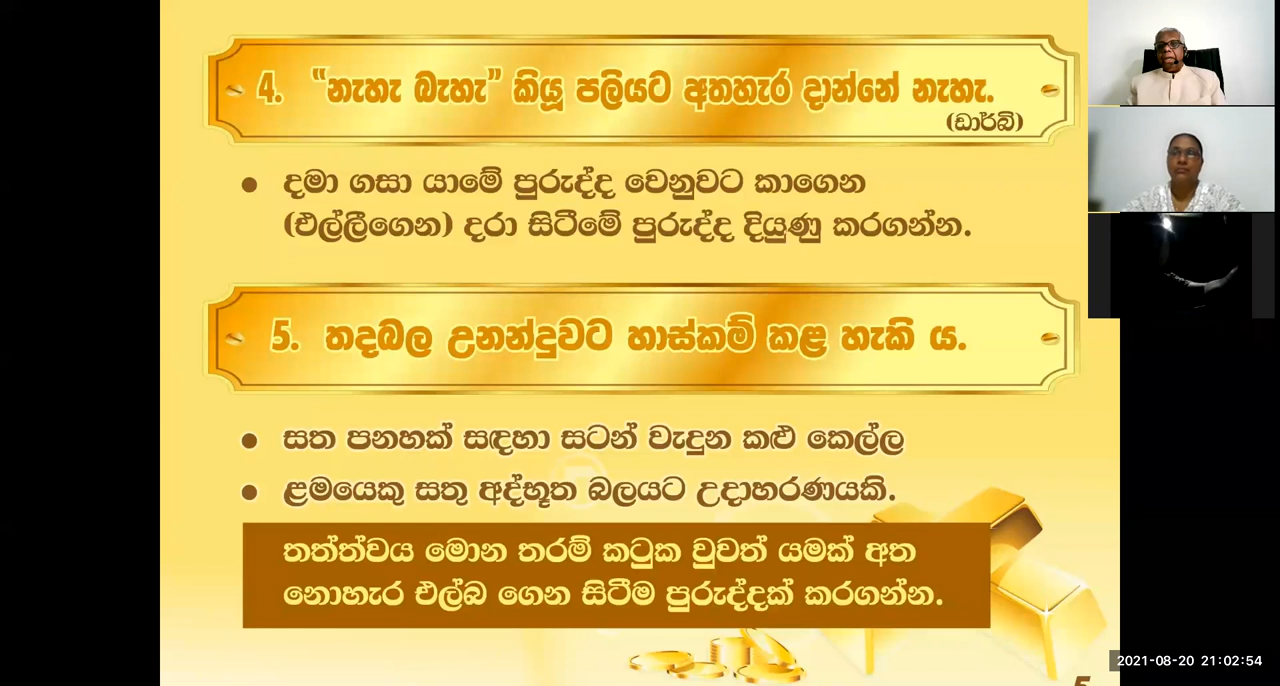 4. “නැහැ බැහැ” කියූ පලියට අතහැර දාන්නේ නැහැ.
(ඩාර්බි)
● දමා ගසා යාමේ පුරුද්ද වෙනුවට කාගෙන
(එල්ලීගෙන) දරා සිටීමේ පුරුද්ද දියුණු කරගන්න.
5. තදබල උනන්දුවට හාස්කම් කළ හැකි ය.
● සත පනහක් සඳහා සටන් වැදුන කළු කෙල්ල
● ළමයෙකු සතු අද්භූත බලයට උදාහරණයකි.
තත්ත්වය මොන තරම් කටුක වුවත් යමක් අත
නොහැර එල්බ ගෙන සිටීම පුරුද්දක් කරගන්න.
2021-08-20 21:02:54